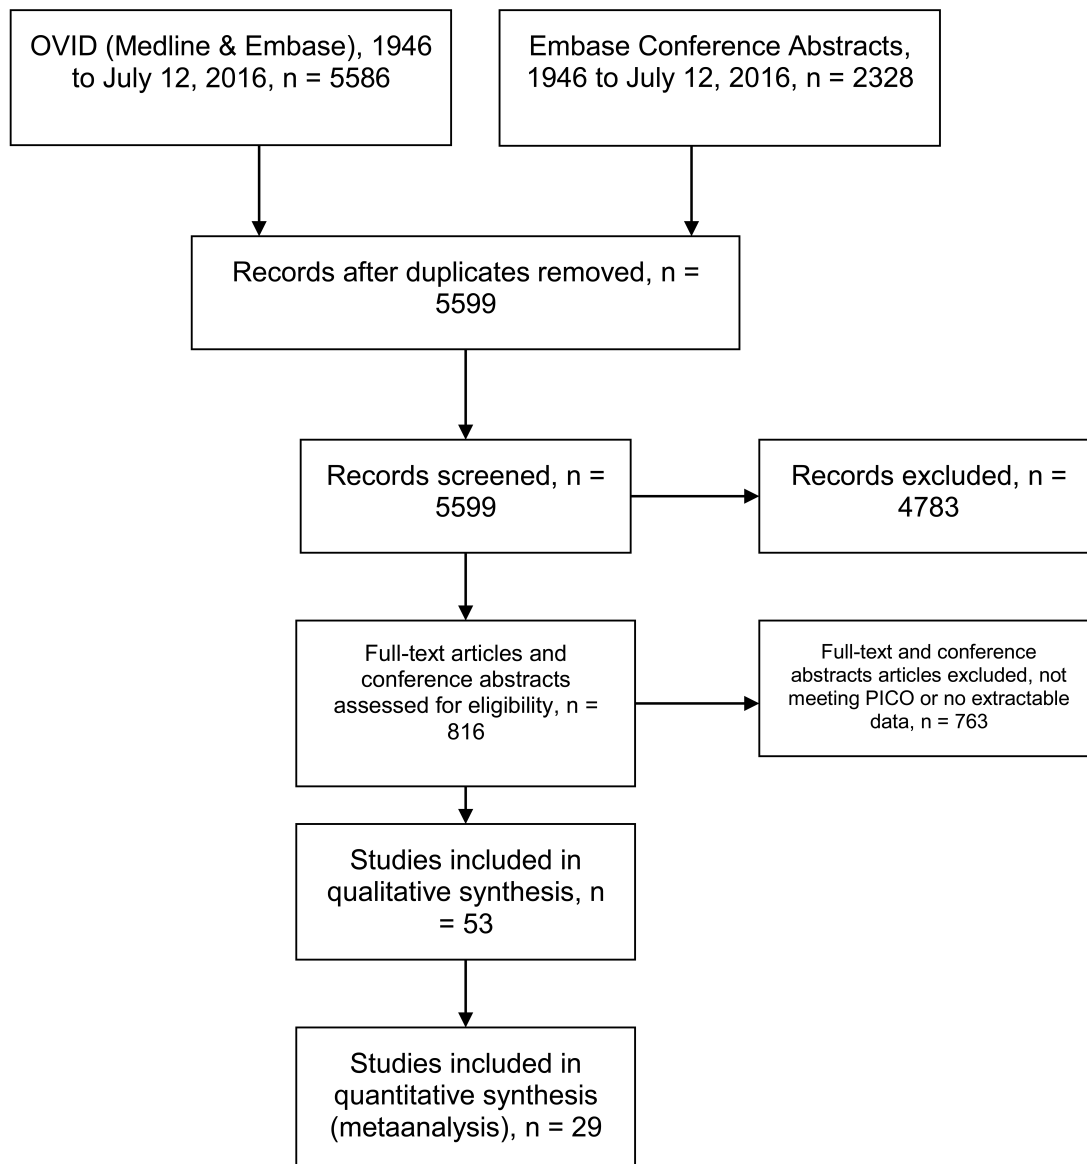 OVID (Medline & Embase), 1946
to July 12, 2016, n = 5586
Embase Conference Abstracts,
1946 to July 12, 2016, n = 2328
Records after duplicates removed, n =
5599
Records screened, n =
5599
Records excluded, n =
4783
Full-text articles and
conference abstracts
assessed for eligibility, n =
816
Full-text and conference
abstracts articles excluded, not
meeting PICO or no extractable
data, n = 763
Studies included in
qualitative synthesis, n
= 53
Studies included in
quantitative synthesis
(metaanalysis), n = 29